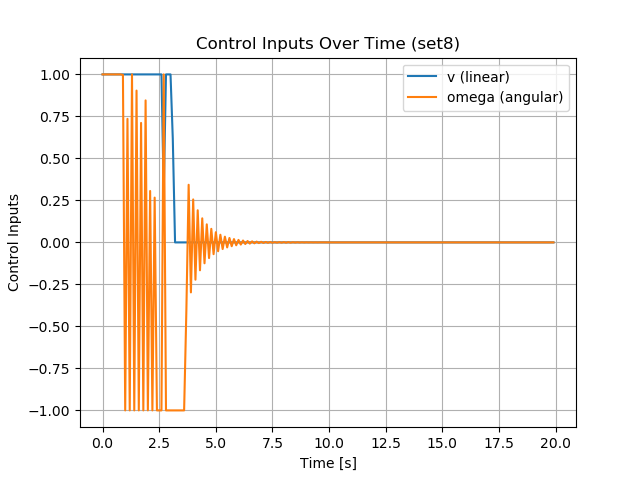 Control Inputs Over Time (set8)
v (linear)
omega (angular)
Control Inputs
1.00
0.75
0.50
0.25
0.00
−0.25
−0.50
−0.75
−1.00
0.0 2.5 5.0 7.5 10.0 12.5 15.0 17.5 20.0
Time [s]